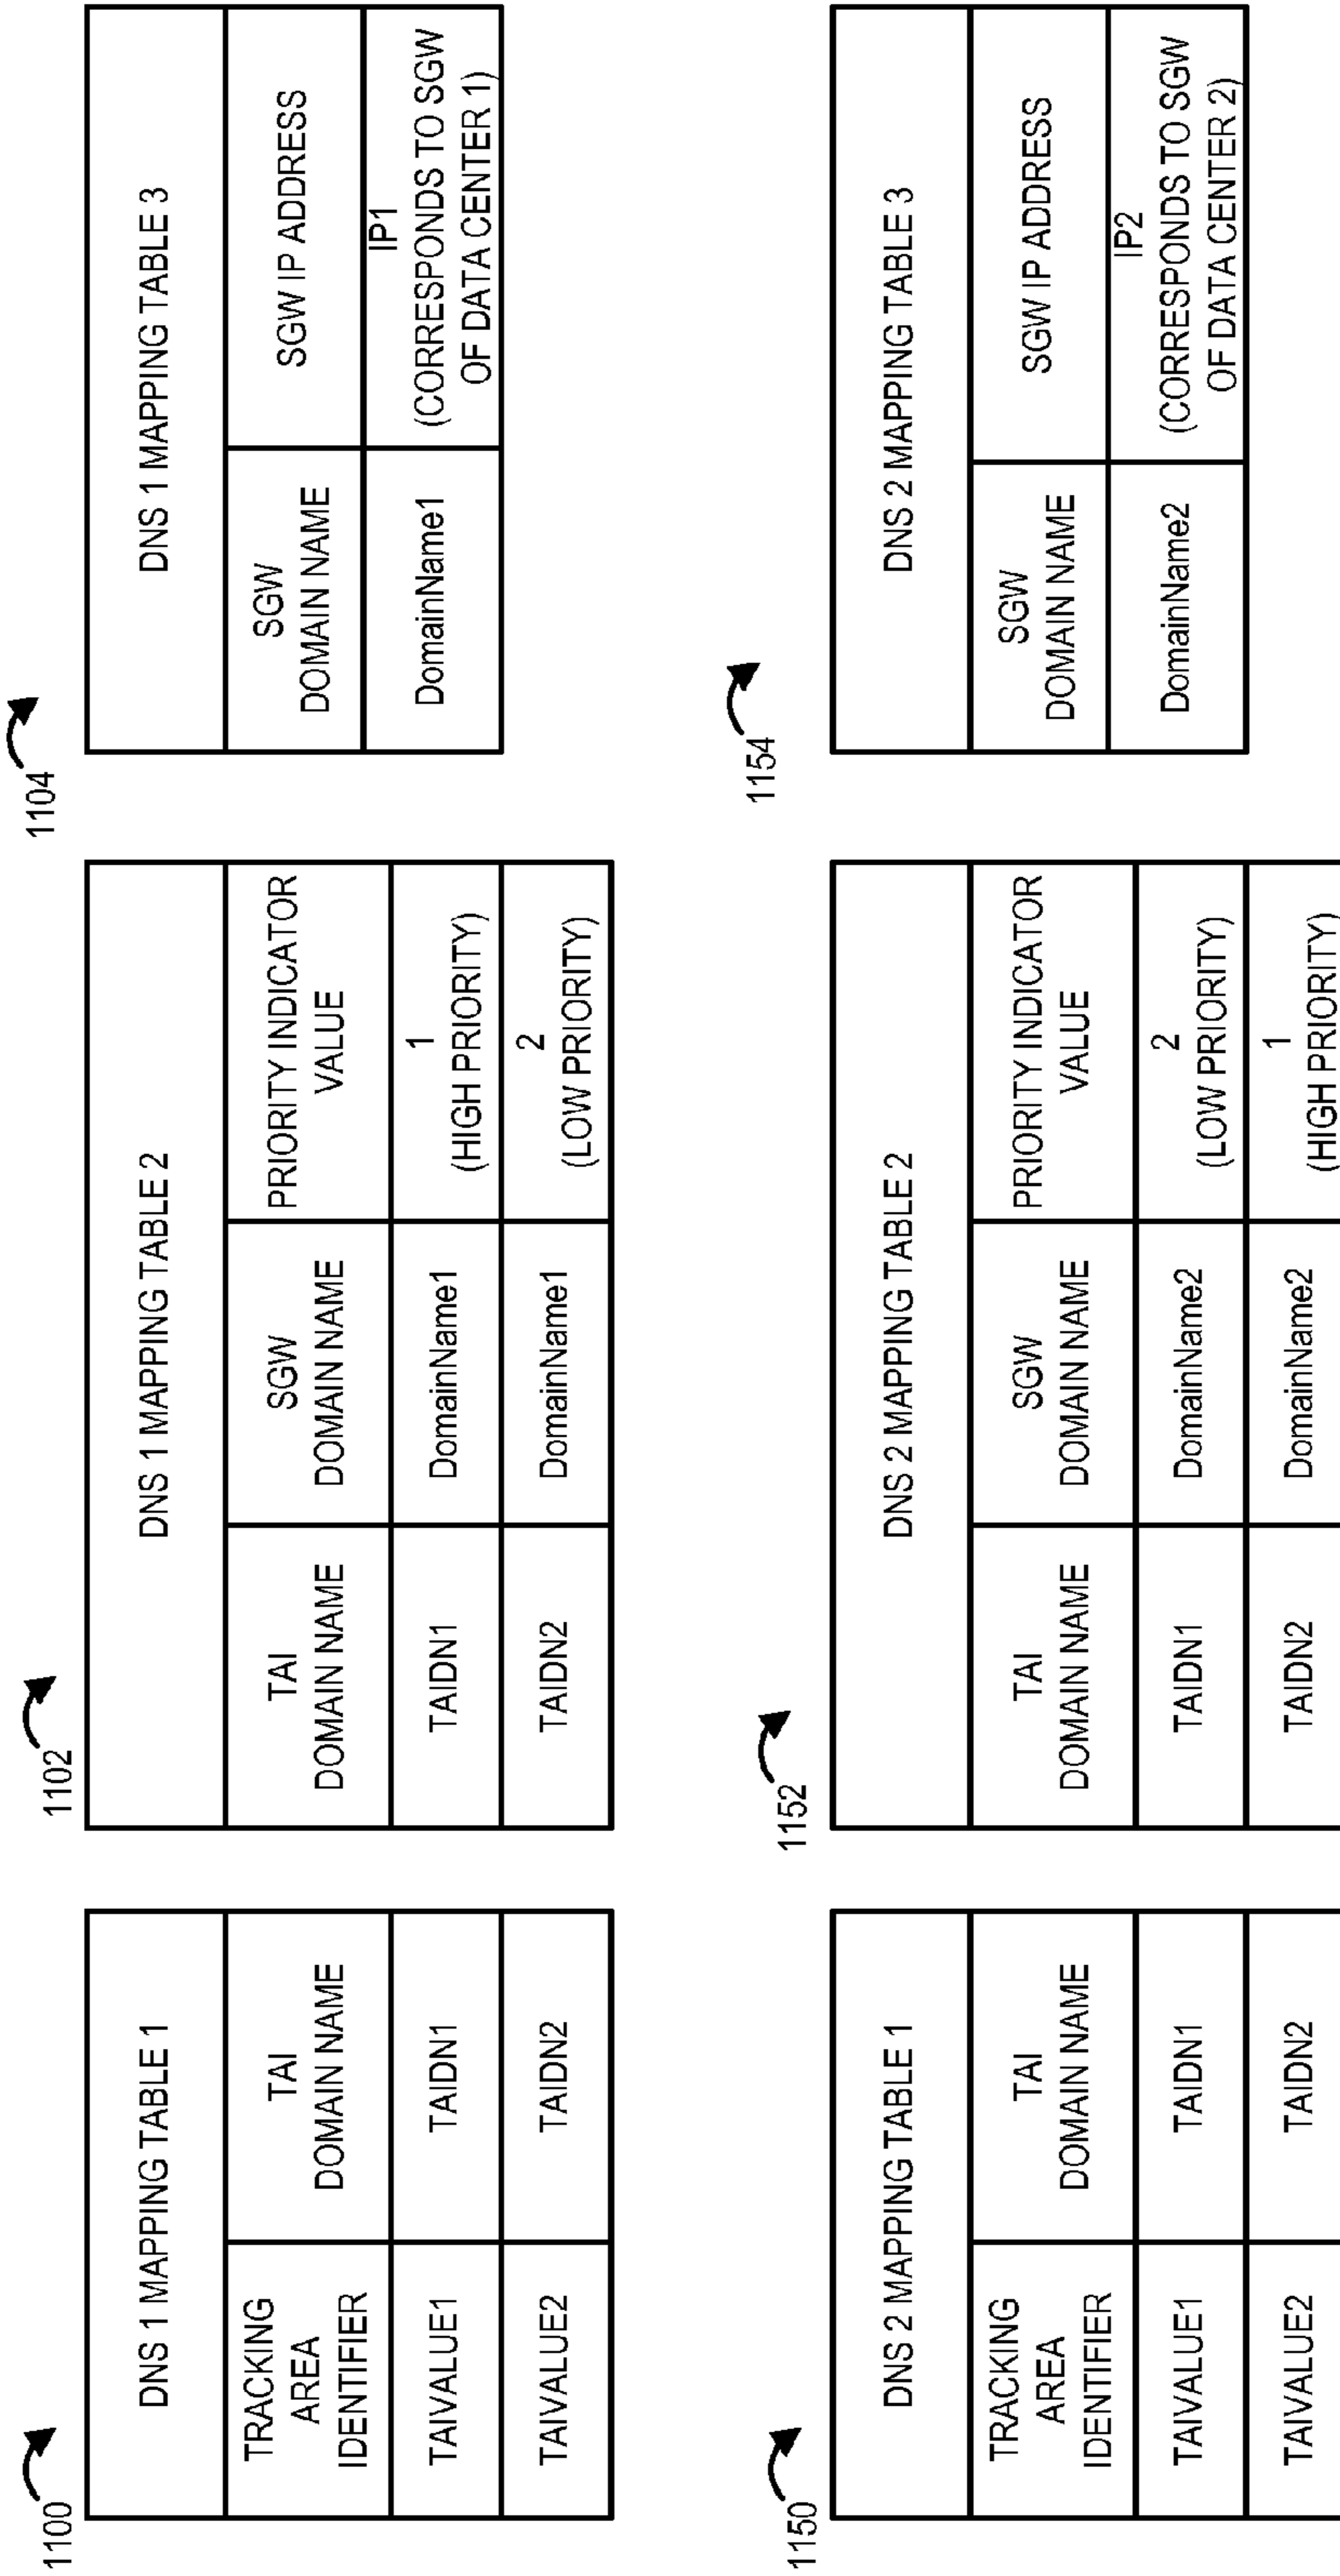 1100
DNS 1 MAPPING TABLE 1
TRACKING
AREA
IDENTIFIER
TAI
DOMAIN NAME
TAIVALUE1
TAIDN1
TAIVALUE2
TAIDN2
1102
DNS 1 MAPPING TABLE 2
TAI
DOMAIN NAME
SGW
DOMAIN NAME
PRIORITY INDICATOR
VALUE
TAIDN1
DomainName1
1
(HIGH PRIORITY)
TAIDN2
DomainName1
2
(LOW PRIORITY)
1104
DNS 1 MAPPING TABLE 3
SGW
DOMAIN NAME
SGW IP ADDRESS
DomainName1
IP1
(CORRESPONDS TO SGW
OF DATA CENTER 1)
1150
DNS 2 MAPPING TABLE 1
TRACKING
AREA
IDENTIFIER
TAI
DOMAIN NAME
TAIVALUE1
TAIDN1
TAIVALUE2
TAIDN2
1152
DNS 2 MAPPING TABLE 2
TAI
DOMAIN NAME
SGW
DOMAIN NAME
PRIORITY INDICATOR
VALUE
TAIDN1
DomainName2
2
(LOW PRIORITY)
TAIDN2
DomainName2
1
(HIGH PRIORITY)
1154
DNS 2 MAPPING TABLE 3
SGW
DOMAIN NAME
SGW IP ADDRESS
DomainName2
IP2
(CORRESPONDS TO SGW
OF DATA CENTER 2)